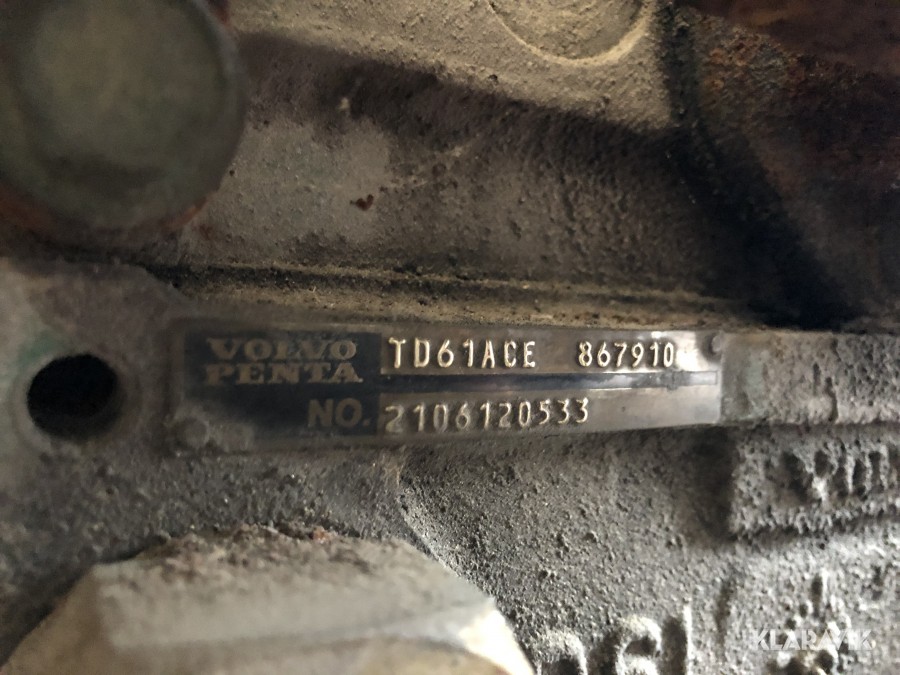 VOLVO
PENTA
TD61ACE 867910
NO. 2106120533
KLARAVIK